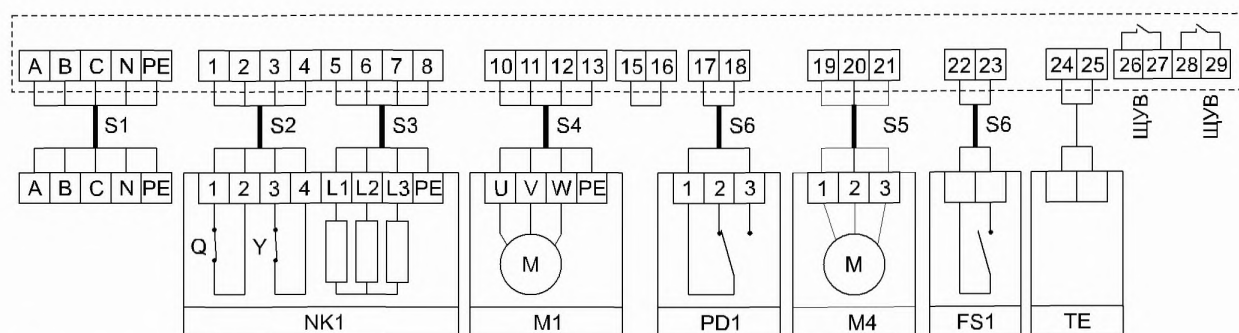 A B C N PE 1 2 3 4 5 6 7 8 10 11 12 13 15 16 17 18 19 20 21 22 23 24 25 26 27 28 29
S1 S2 S3 S4 S6 S5 S6 ЩУВ ЩУВ
A B C N PE 1 2 3 4 L1 L2 L3 PE U V W PE 1 2 3 1 2 3
Q Y M M
NK1 M1 PD1 M4 FS1 TE